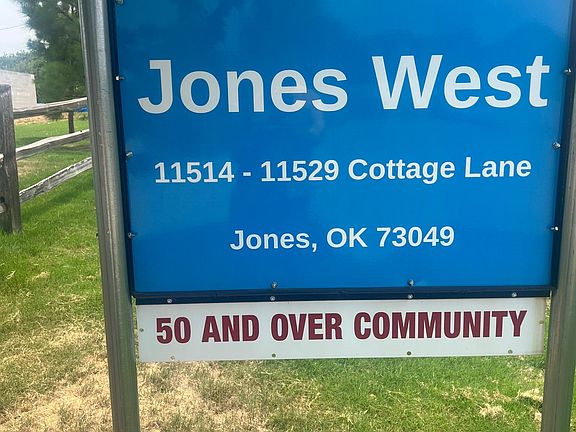 Jones West
11514 - 11529 Cottage Lane
Jones, OK 73049
50 AND OVER COMMUNITY